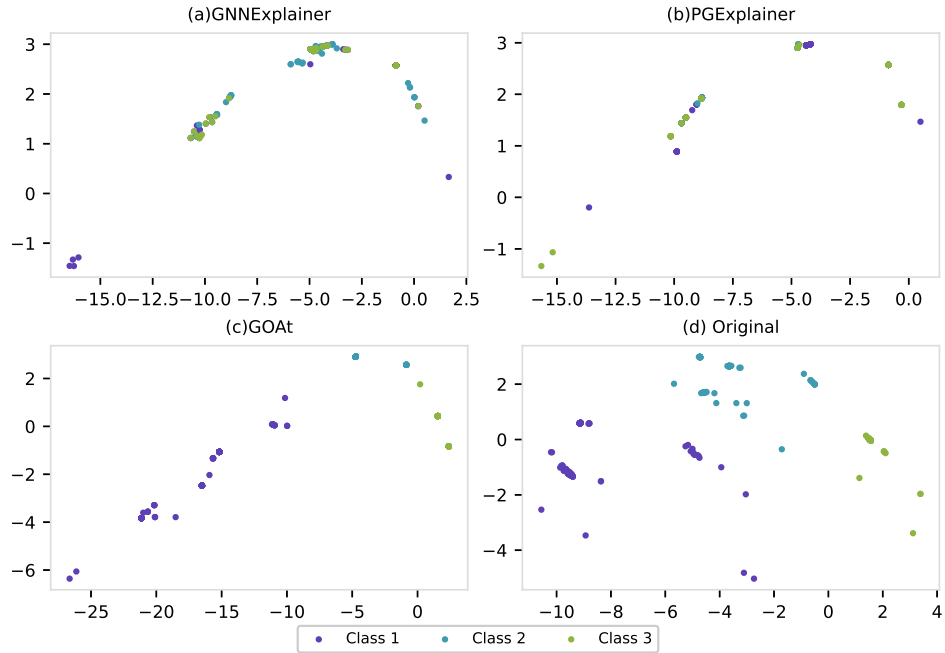 (a)GNNExplainer
(b)PGExplainer
3
2
1
0
−1
−15.0 −12.5 −10.0 −7.5 −5.0 −2.5 0.0 2.5
3
2
1
0
−1
−15.0 −12.5 −10.0 −7.5 −5.0 −2.5 0.0
(c)GOAt
(d) Original
2
0
−2
−4
−6
−25 −20 −15 −10 −5 0
2
0
−2
−4
−10 −8 −6 −4 −2 0 2 4
Class 1 Class 2 Class 3